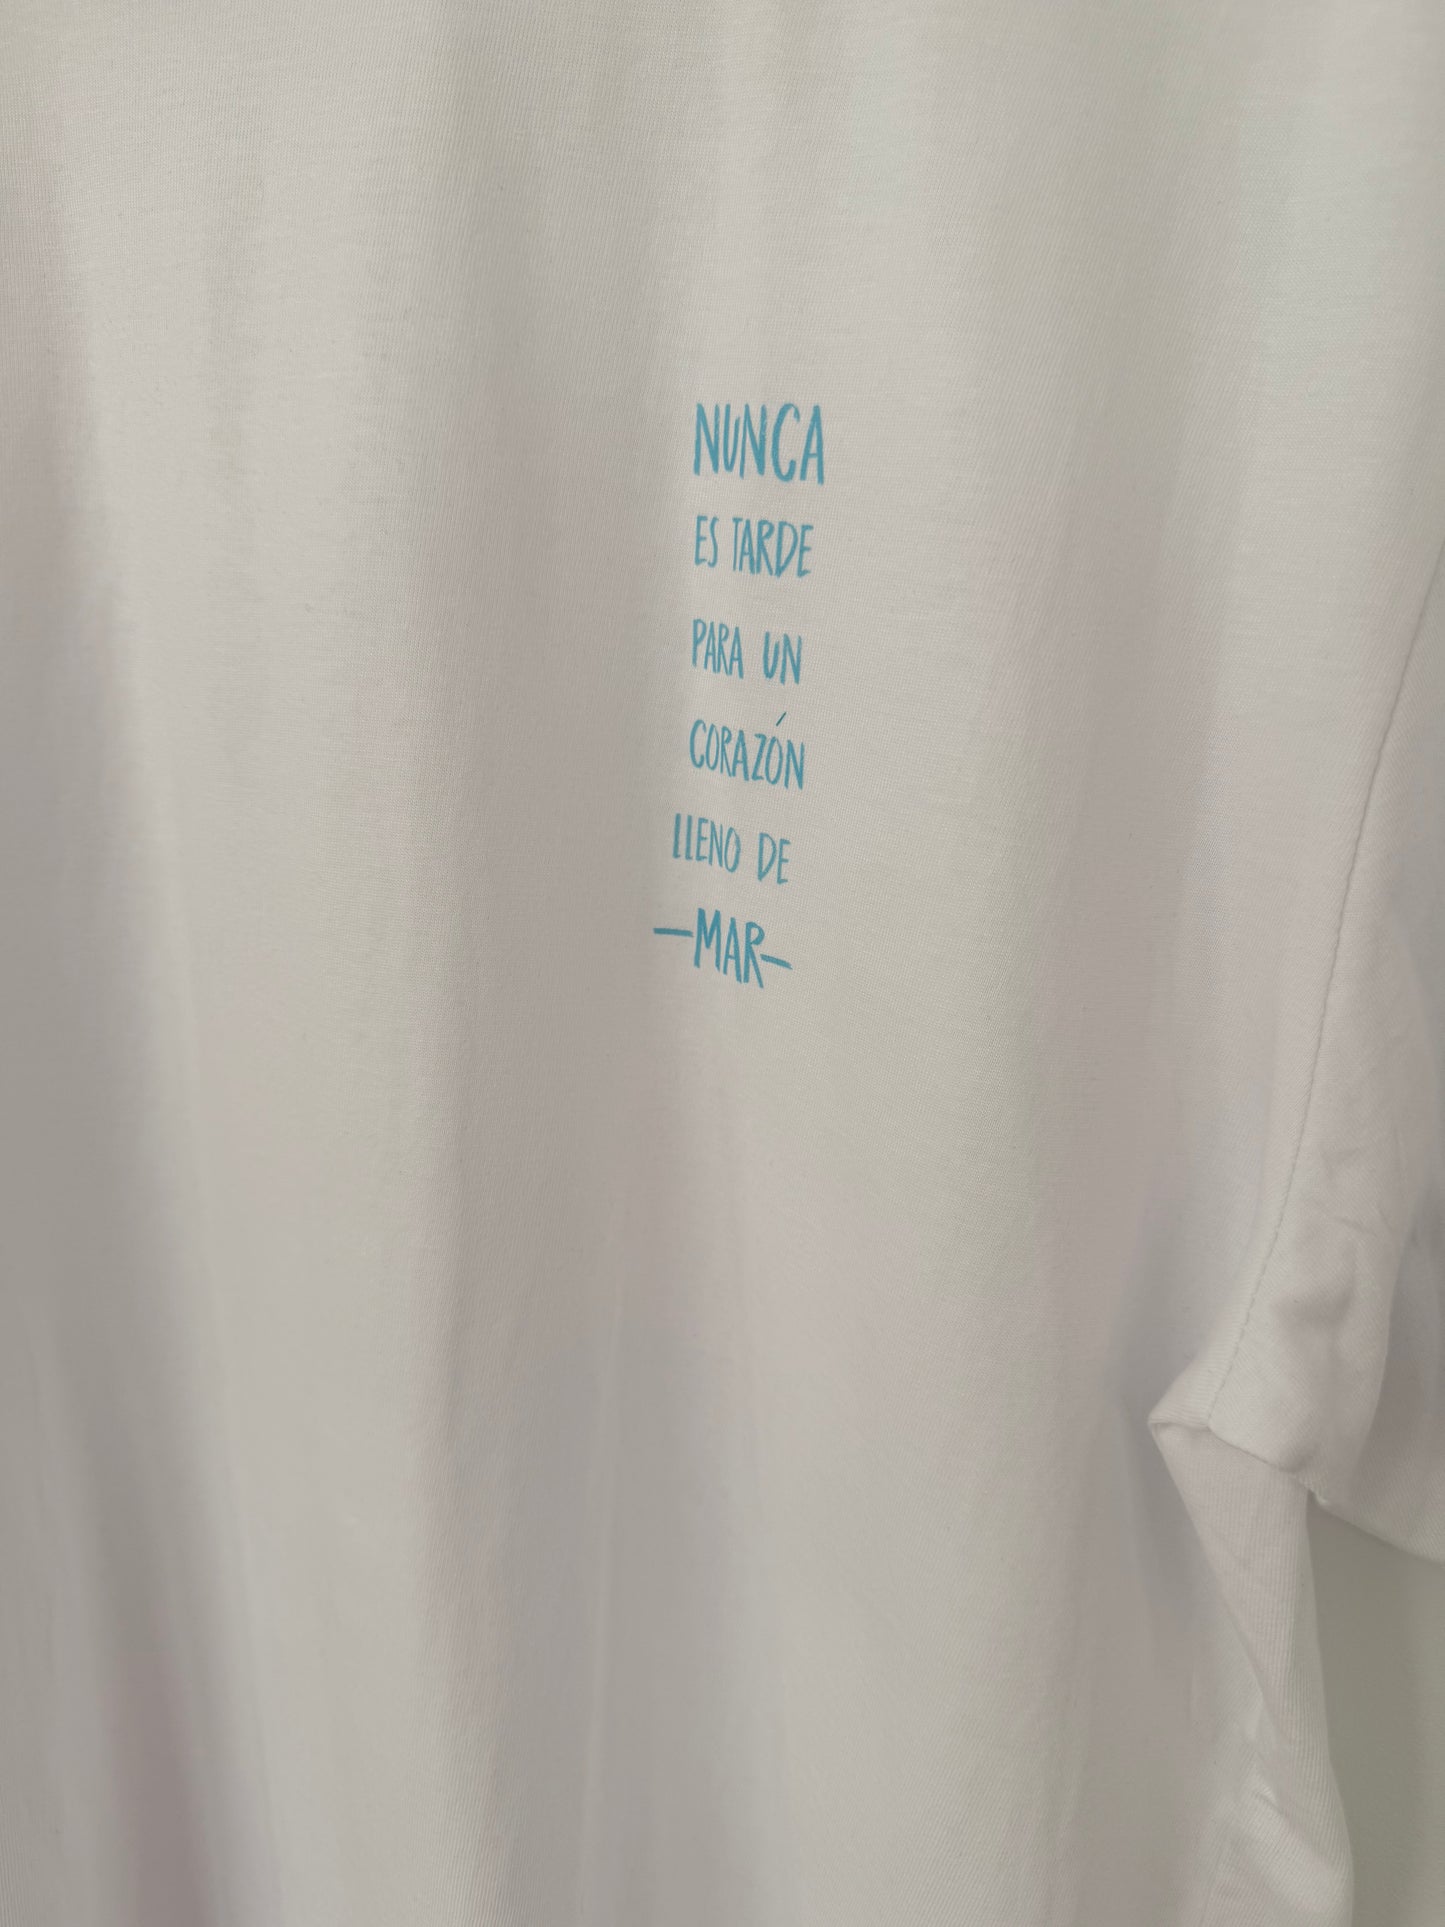 NUNCA
ES TARDE
PARA UN
CORAZÓN
LLENO DE
—MAR—